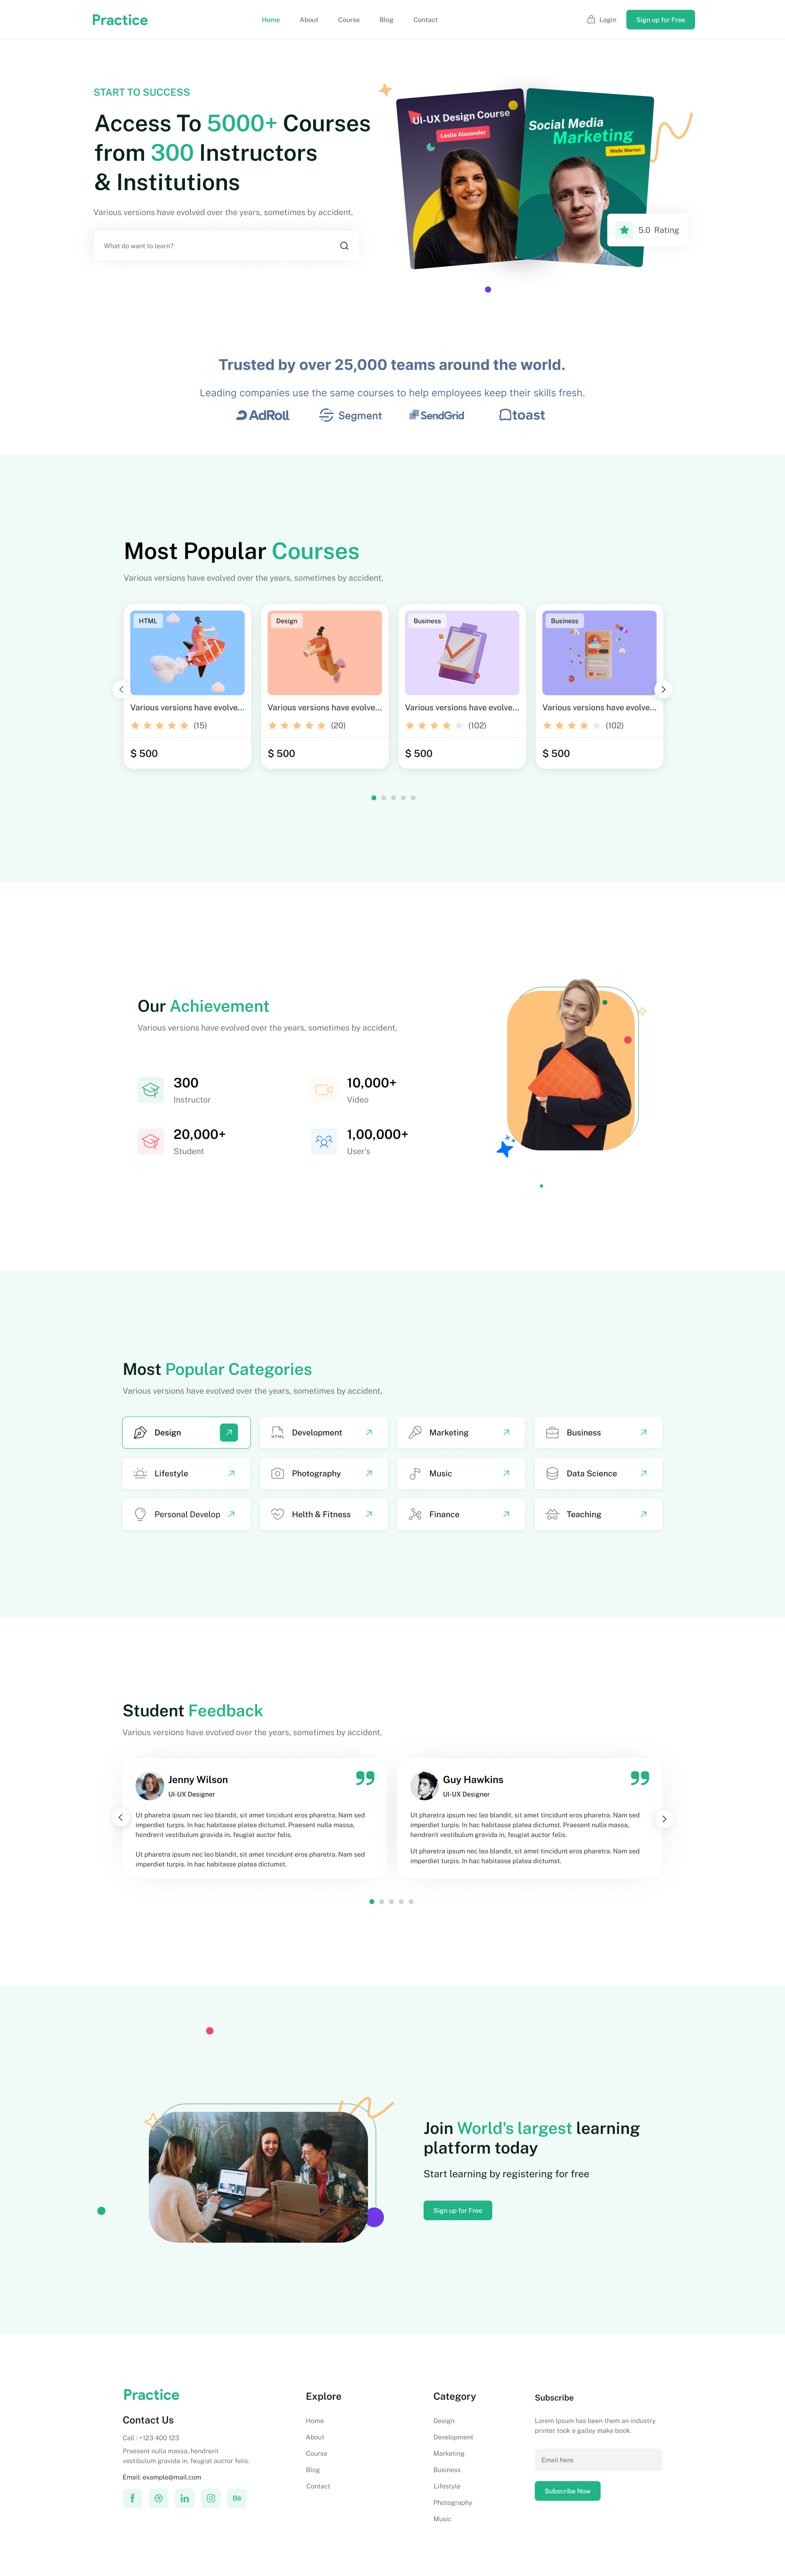 Practice
Home
About
Course
Blog
Contact
Login
Sign up for Free
START TO SUCCESS
Access To 5000+ Courses
from 300 Instructors
& Institutions
Various versions have evolved over the years, sometimes by accident,
What do want to learn?
UI-UX Design Course
Leslie Alexander
Social Media
Marketing
Wade Warren
5.0 Rating
Trusted by over 25,000 teams around the world.
Leading companies use the same courses to help employees keep their skills fresh.
AdRoll
Segment
SendGrid
toast
Most Popular Courses
Various versions have evolved over the years, sometimes by accident,
HTML
Various versions have evolve...
(15)
$ 500
Design
Various versions have evolve...
(20)
$ 500
Business
Various versions have evolve...
(102)
$ 500
Business
Various versions have evolve...
(102)
$ 500
Our Achievement
Various versions have evolved over the years, sometimes by accident,
300
Instructor
10,000+
Video
20,000+
Student
1,00,000+
User's
Most Popular Categories
Various versions have evolved over the years, sometimes by accident,
Design
HTML
Development
Marketing
Business
Lifestyle
Photography
Music
Data Science
Personal Develop
Helth & Fitness
Finance
Teaching
Student Feedback
Various versions have evolved over the years, sometimes by accident,
Jenny Wilson
UI-UX Designer
Ut pharetra ipsum nec leo blandit, sit amet tincidunt eros pharetra. Nam sed
imperdiet turpis. In hac habitasse platea dictumst. Praesent nulla massa,
hendrerit vestibulum gravida in, feugiat auctor felis.
Ut pharetra ipsum nec leo blandit, sit amet tincidunt eros pharetra. Nam sed
imperdiet turpis. In hac habitasse platea dictumst.
Guy Hawkins
UI-UX Designer
Ut pharetra ipsum nec leo blandit, sit amet tincidunt eros pharetra. Nam sed
imperdiet turpis. In hac habitasse platea dictumst. Praesent nulla massa,
hendrerit vestibulum gravida in, feugiat auctor felis.
Ut pharetra ipsum nec leo blandit, sit amet tincidunt eros pharetra. Nam sed
imperdiet turpis. In hac habitasse platea dictumst.
Join World's largest learning
platform today
Start learning by registering for free
Sign up for Free
Practice
Contact Us
Call : +123 400 123
Praesent nulla massa, hendrerit
vestibulum gravida in, feugiat auctor felis.
Email: example@mail.com
Bē
Explore
Home
About
Course
Blog
Contact
Category
Design
Development
Marketing
Business
Lifestyle
Photography
Music
Subscribe
Lorem Ipsum has been them an industry
printer took a galley make book.
Email here
Subscribe Now